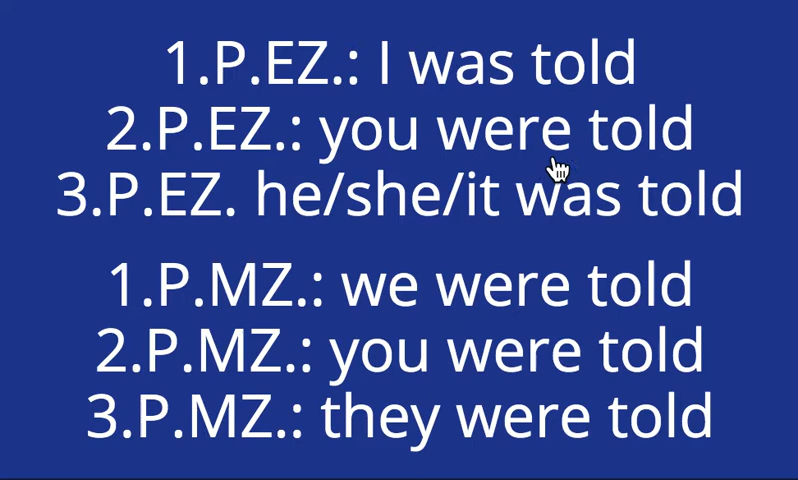 1.P.EZ.: I was told
2.P.EZ.: you were told
3.P.EZ. he/she/it was told
1.P.MZ.: we were told
2.P.MZ.: you were told
3.P.MZ.: they were told